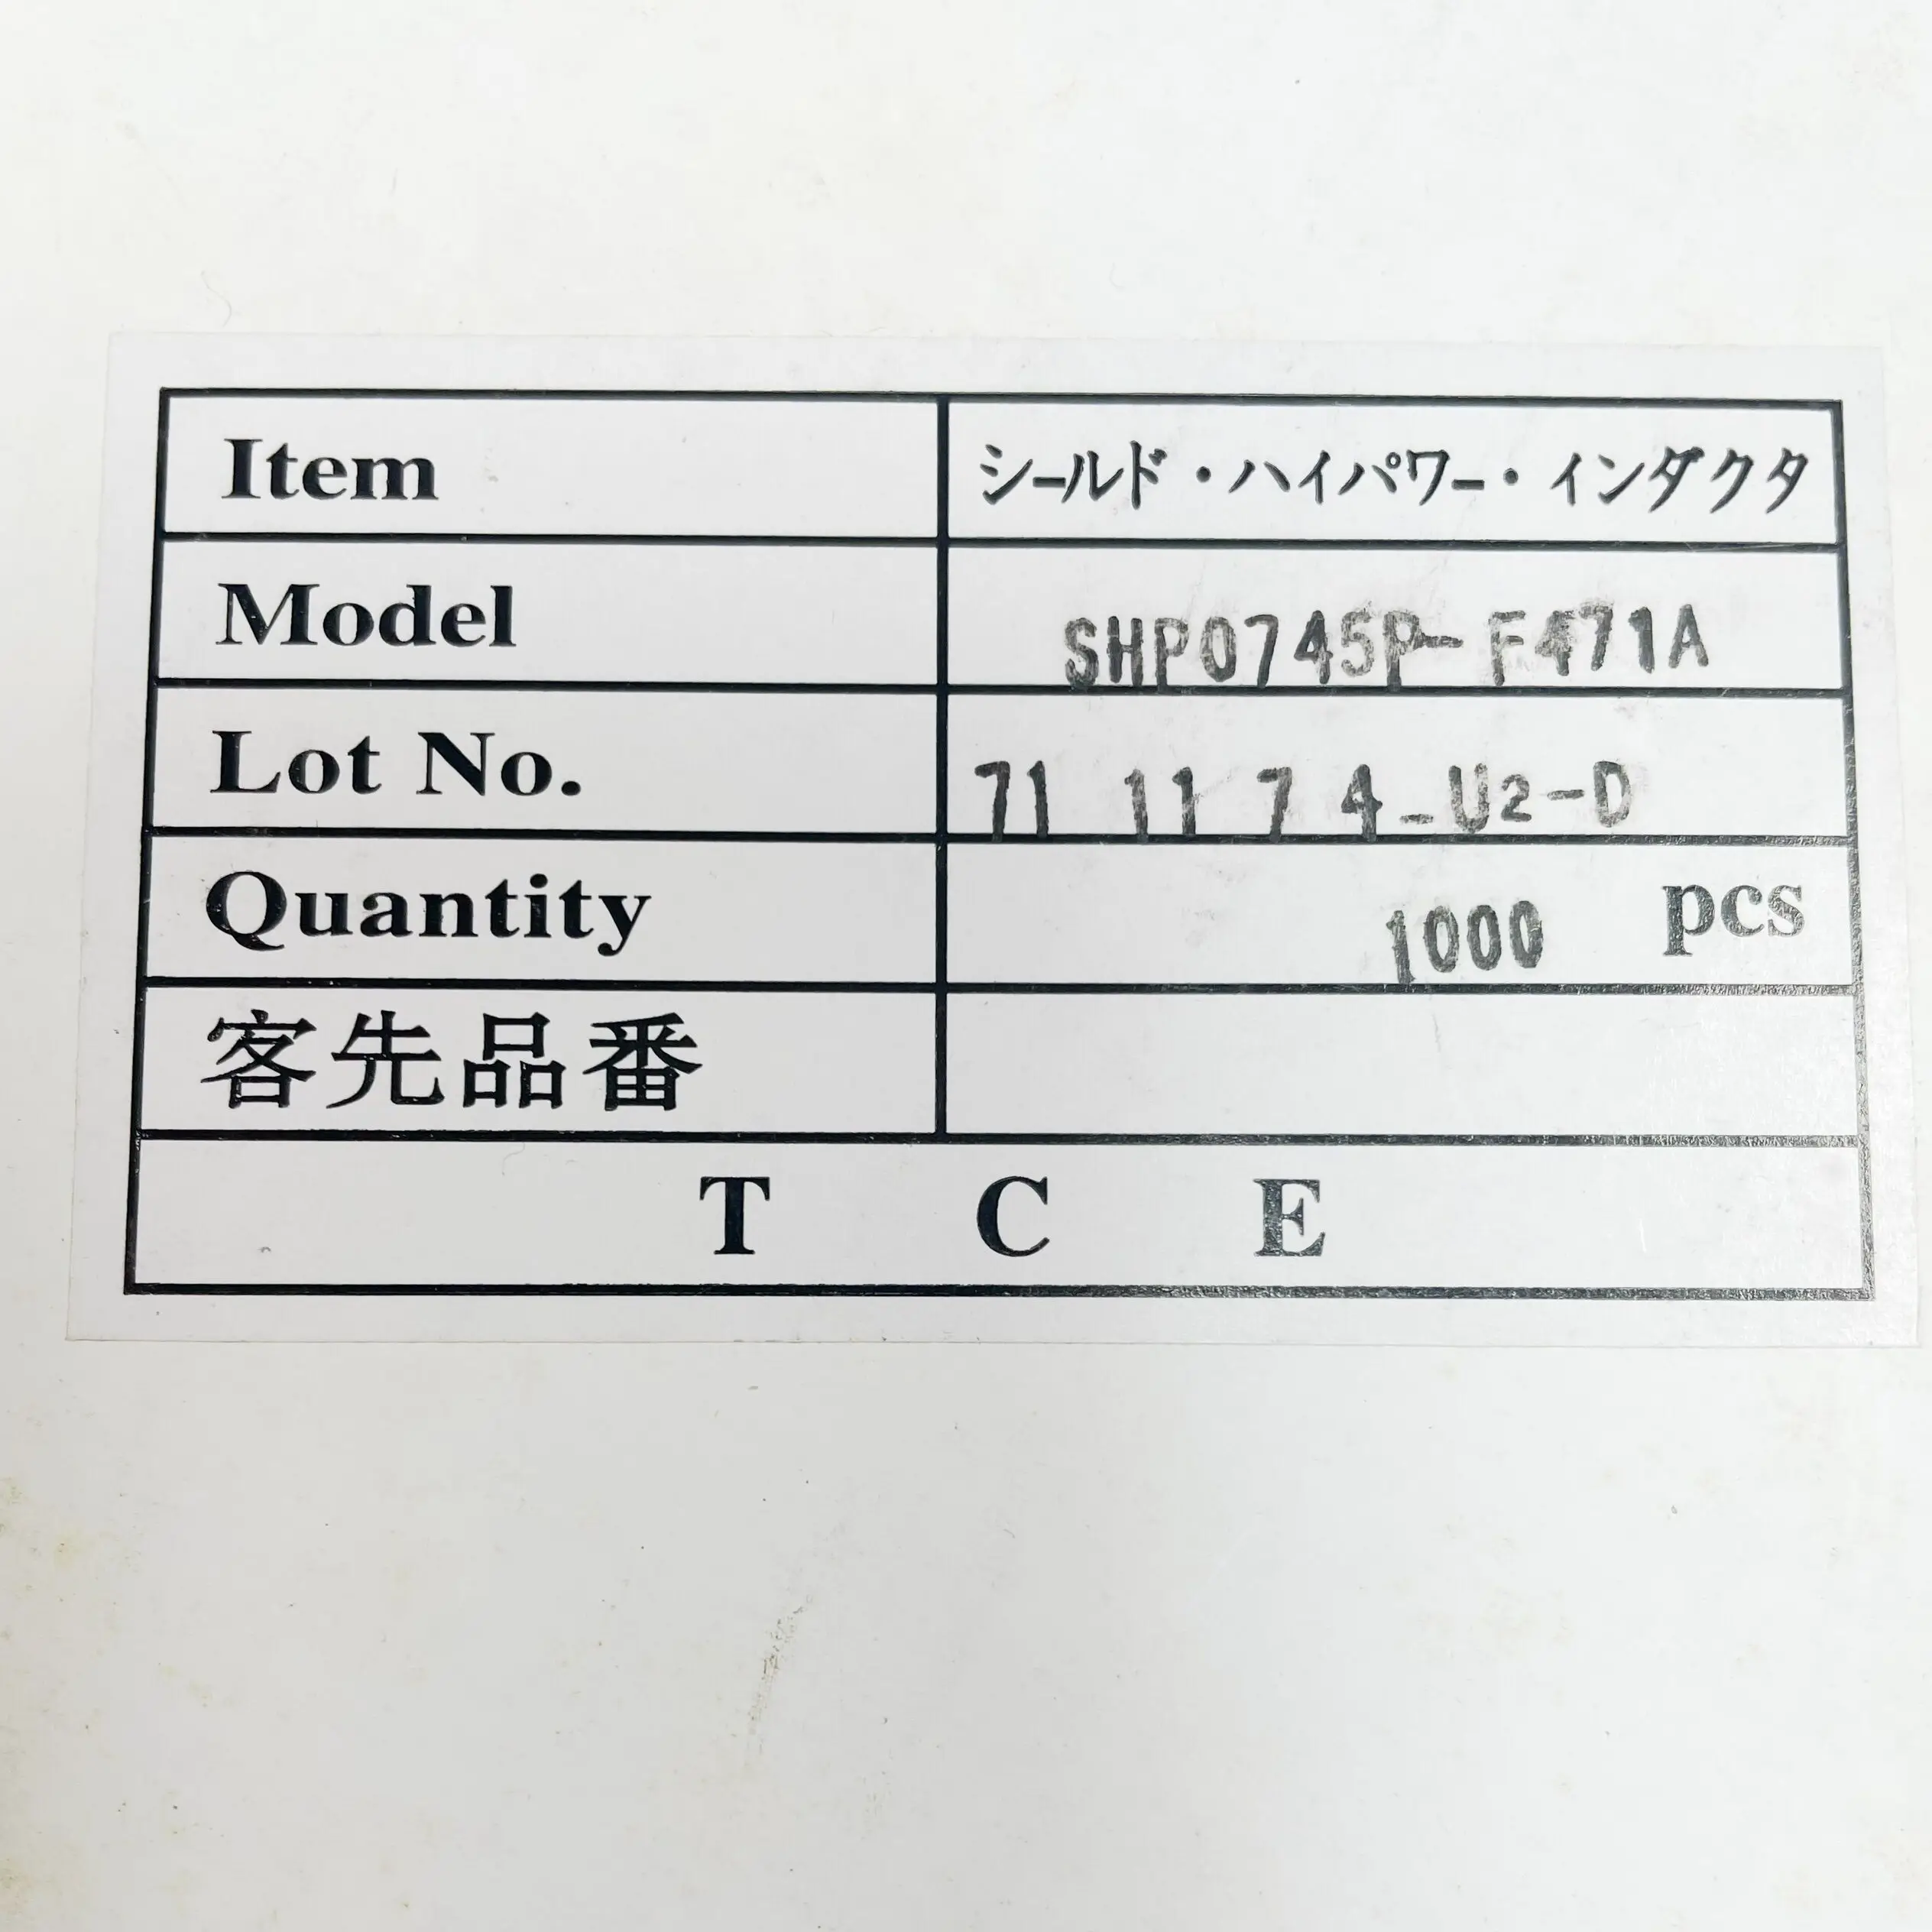 Item シールド・ハイパワー・インダクタ
Model SHP0745P-F471A
Lot No. 71 11 7 4-U2-D
Quantity 1000 pcs
客先品番
T C E